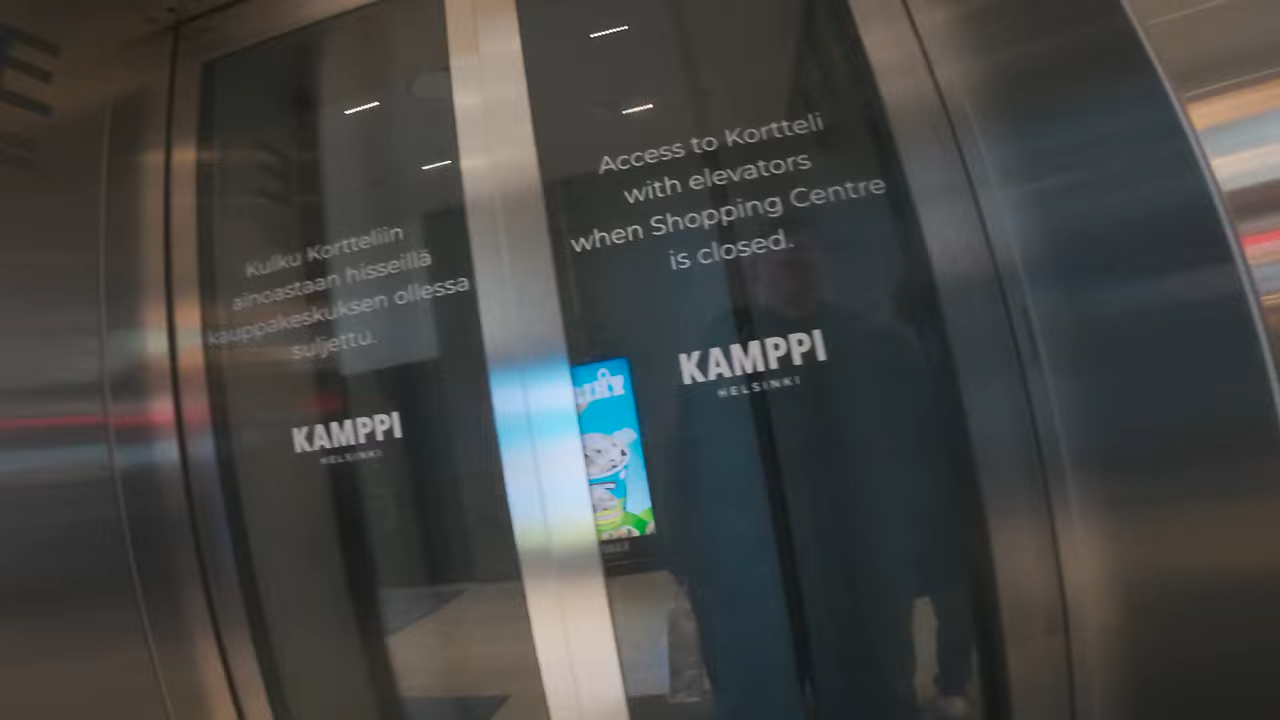 Kulku Kortteliin
ainoastaan hisseillä
kauppakeskuksen ollessa
suljettu.
KAMPPI
HELSINKI
Access to Kortteli
with elevators
when Shopping Centre
is closed.
KAMPPI
HELSINKI